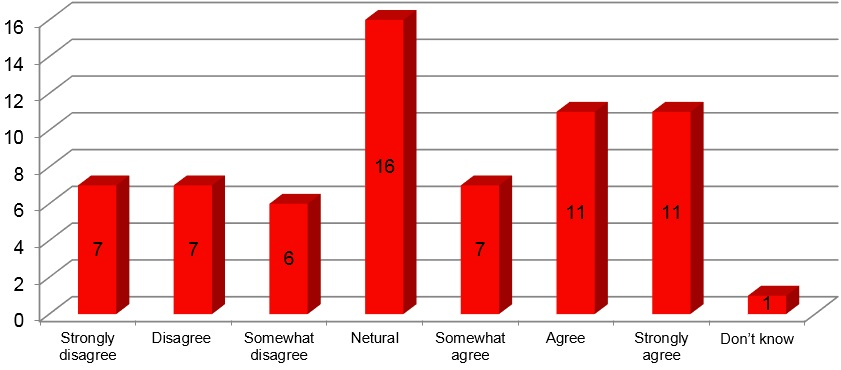 16
14
12
10
8
6
4
2
0
7
7
6
16
7
11
11
1
Strongly
disagree
Disagree
Somewhat
disagree
Netural
Somewhat
agree
Agree
Strongly
agree
Don't know